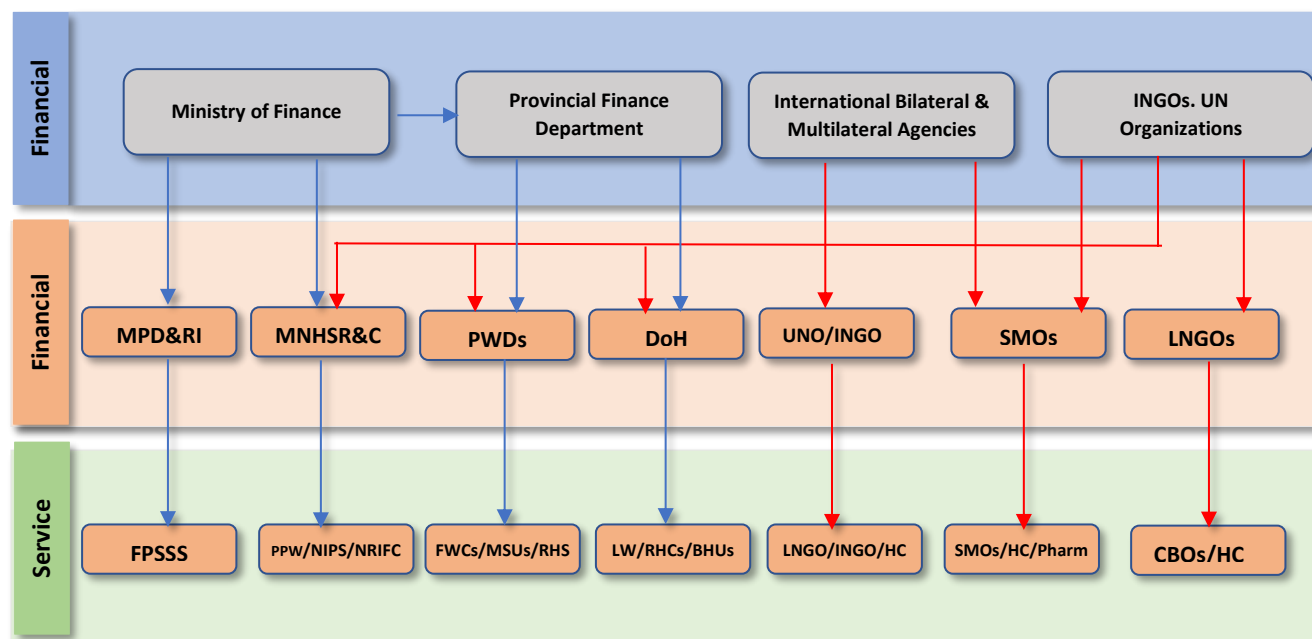 Financial
Ministry of Finance
Provincial Finance
Department
International Bilateral &
Multilateral Agencies
INGOs. UN
Organizations
Financial
MPD&RI
MNHSR&C
PWDs
DoH
UNO/INGO
SMOs
LNGOs
Service
FPSSS
PPW/NIPS/NRIFC
FWCs/MSUs/RHS
LW/RHCs/BHUs
LNGO/INGO/HC
SMOs/HC/Pharm
CBOs/HC